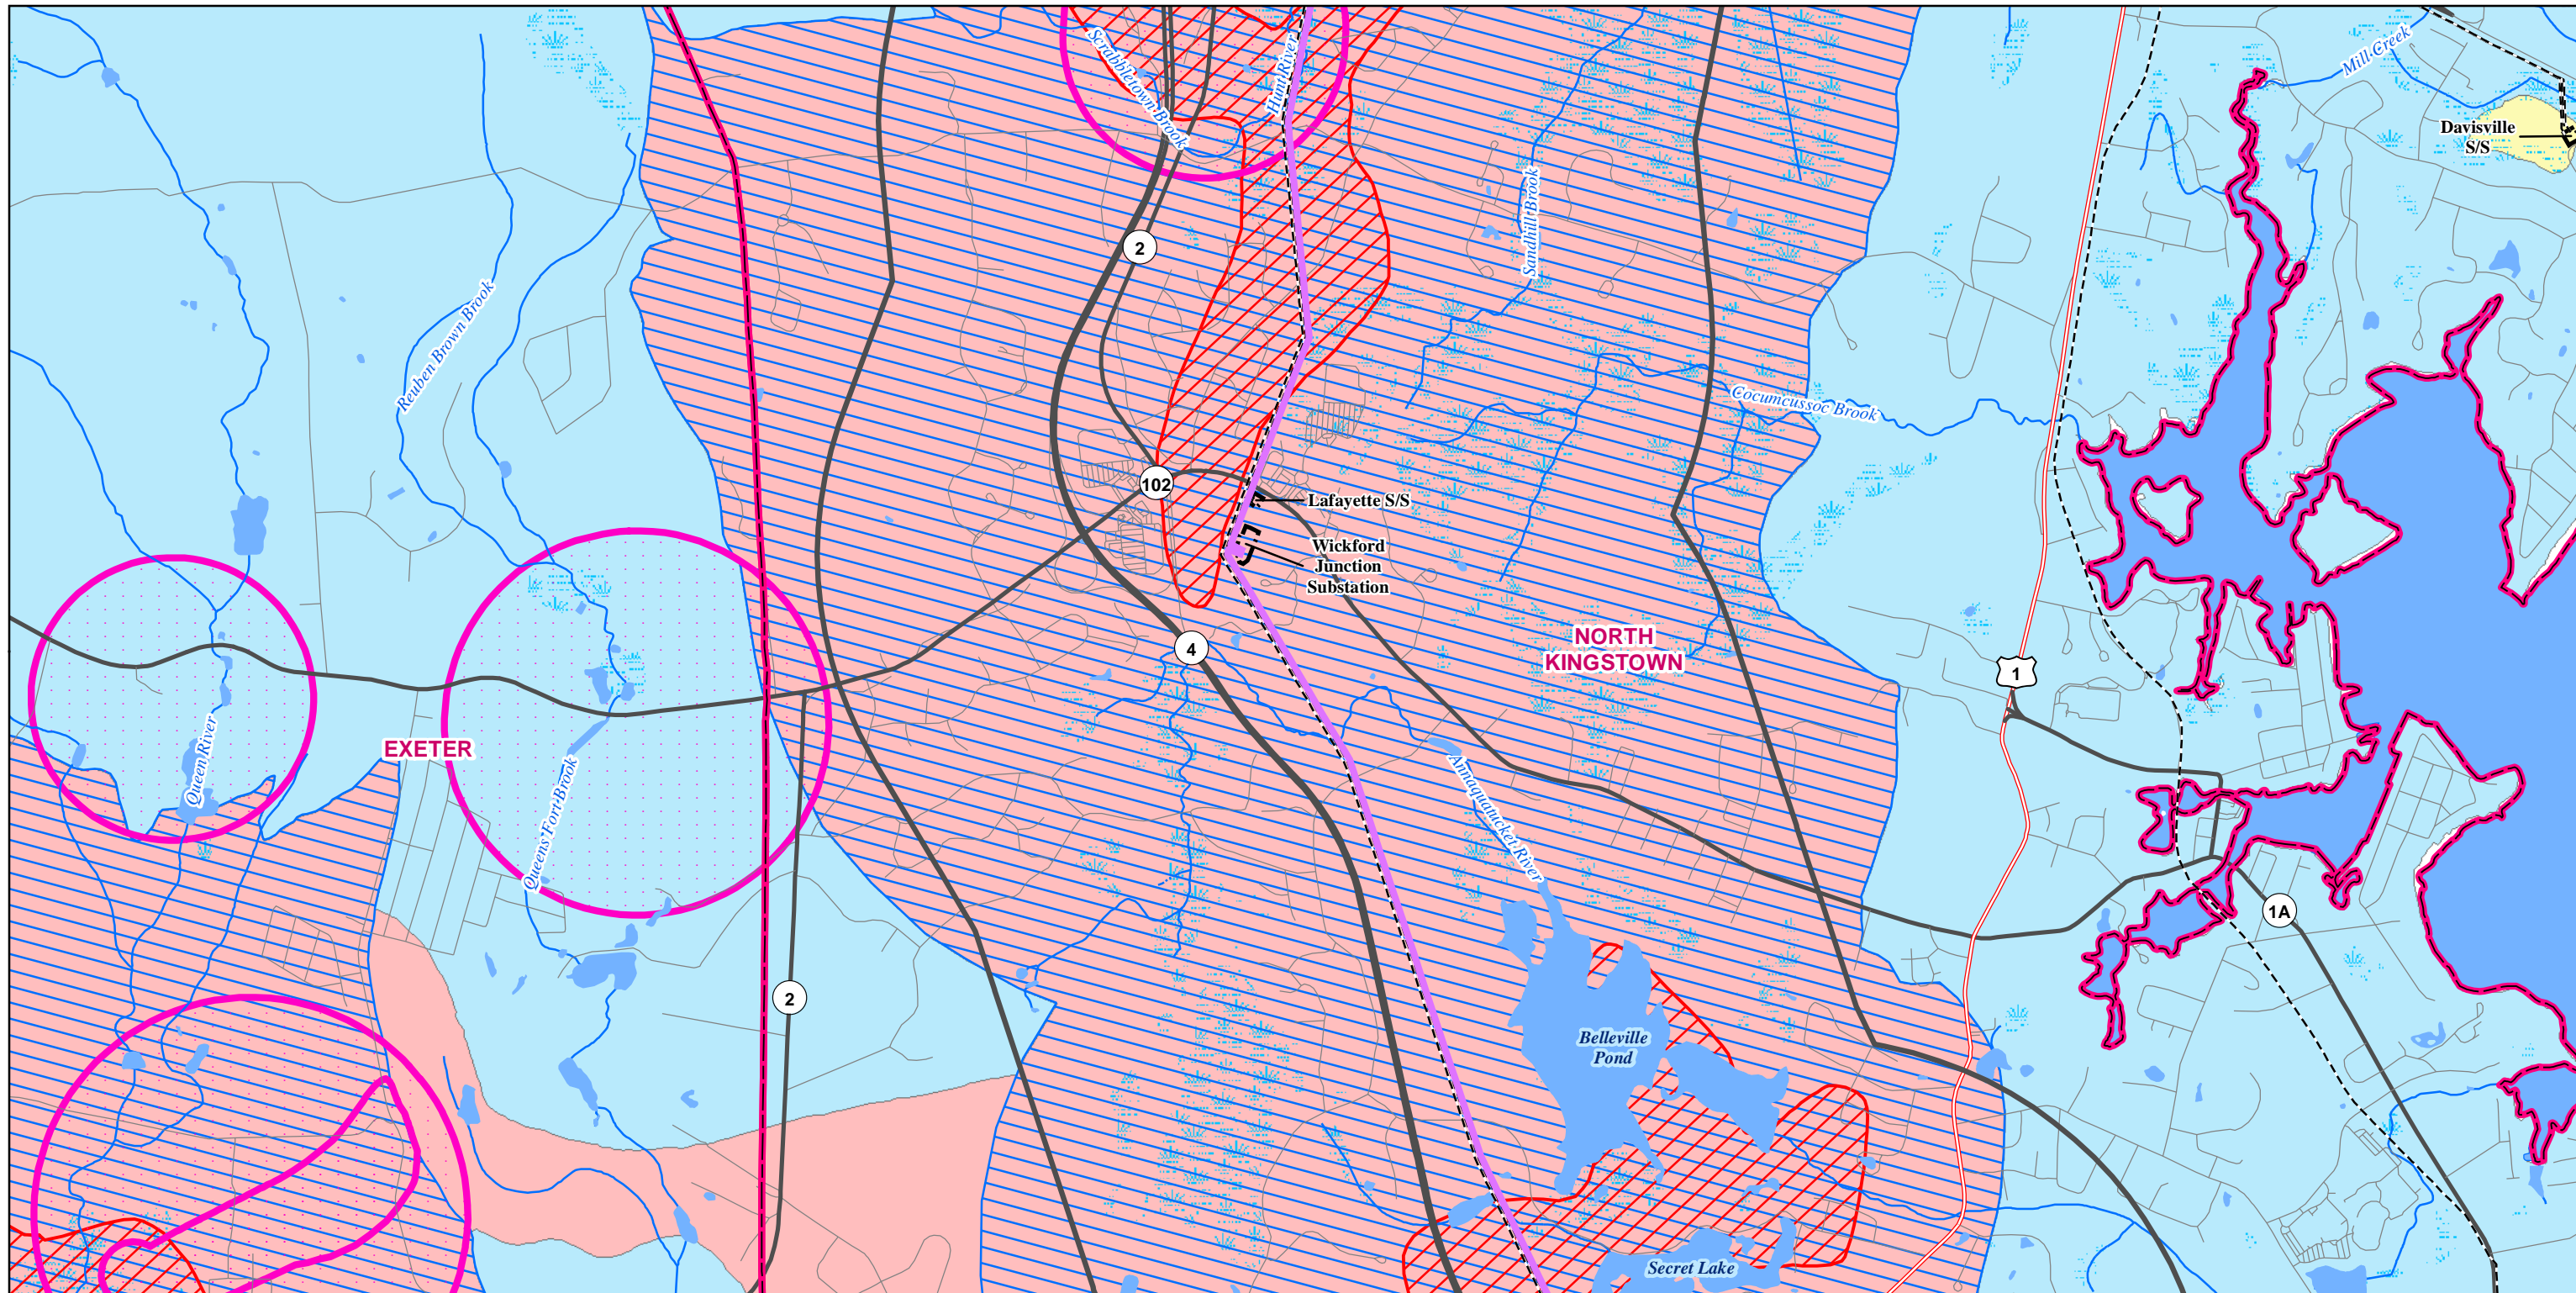 Scrabbletown Brook
Hunt River
Mill Creek
Davisville
S/S
Sandhill Brook
2
Reuben Brown Brook
Cocumcussoc Brook
102
Lafayette S/S
Wickford
Junction
Substation
NORTH
KINGSTOWN
4
1
EXETER
Queen River
Queens Fort Brook
Annaquatucket River
1A
2
Belleville
Pond
Secret Lake